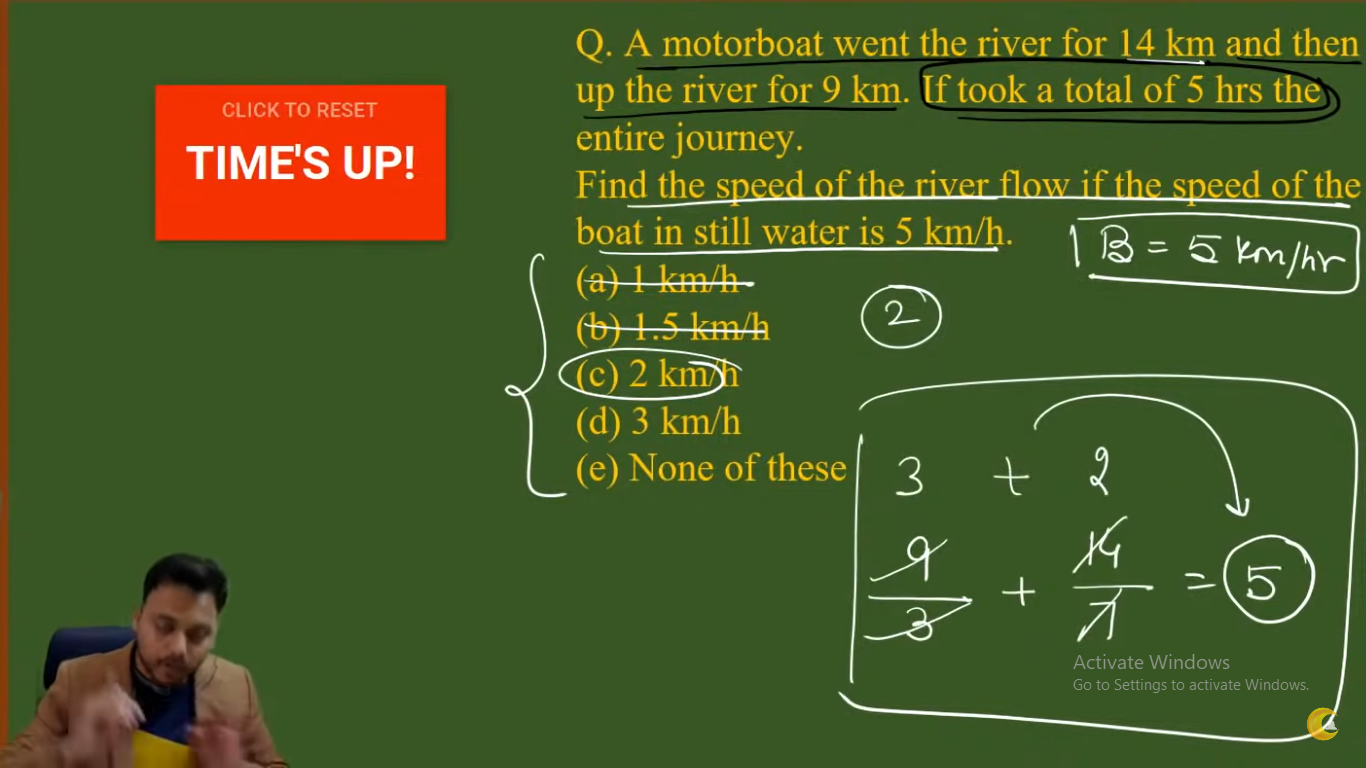 CLICK TO RESET
TIME'S UP!
Q. A motorboat went the river for 14 km and then
up the river for 9 km. If took a total of 5 hrs the
entire journey.
Find the speed of the river flow if the speed of the
boat in still water is 5 km/h.
B = 5 km/hr
(a) 1 km/h
(b) 1.5 km/h
2
(c) 2 km/h
(d) 3 km/h
(e) None of these
3 + 2
9/3 + 14/7 = 5
Activate Windows
Go to Settings to activate Windows.